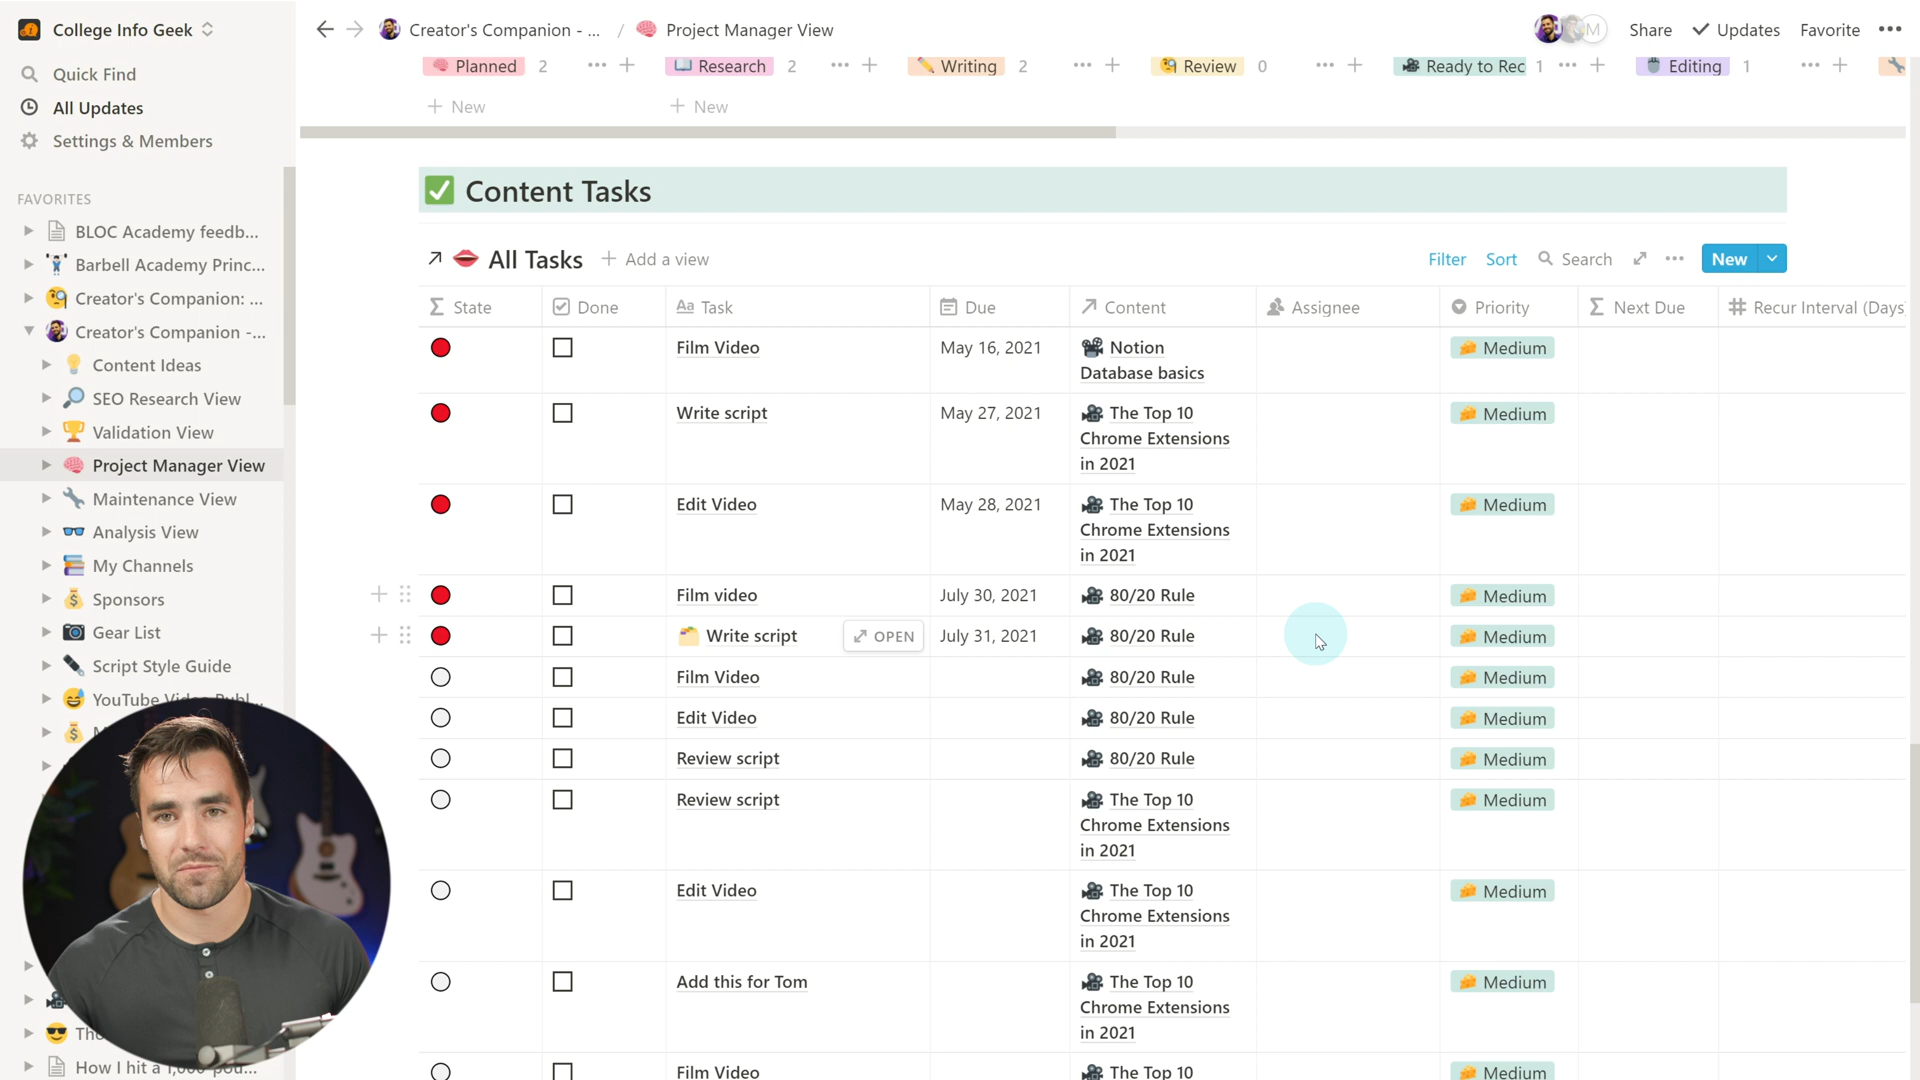 College Info Geek
Creator's Companion - ...
/
Project Manager View
M
Share
Updates
Favorite
Quick Find
All Updates
Settings & Members
Planned 2
Research 2
Writing 2
Review 0
Ready to Rec 1
Editing 1
New
New
FAVORITES
BLOC Academy feedb...
Barbell Academy Princ...
Creator's Companion: ...
Creator's Companion -...
Content Ideas
SEO Research View
Validation View
Project Manager View
Maintenance View
Analysis View
My Channels
Sponsors
Gear List
Script Style Guide
YouTube Video Publ...
How I hit a 1,000-pou...
Content Tasks
All Tasks
Add a view
Filter
Sort
Search
New
State
Done
Aa Task
Due
Content
Assignee
Priority
Next Due
Recur Interval (Days
Film Video
May 16, 2021
Notion
Database basics
Medium
Write script
May 27, 2021
The Top 10
Chrome Extensions
in 2021
Medium
Edit Video
May 28, 2021
The Top 10
Chrome Extensions
in 2021
Medium
Film video
July 30, 2021
80/20 Rule
Medium
Write script
OPEN
July 31, 2021
80/20 Rule
Medium
Film Video
80/20 Rule
Medium
Edit Video
80/20 Rule
Medium
Review script
80/20 Rule
Medium
Review script
The Top 10
Chrome Extensions
in 2021
Medium
Edit Video
The Top 10
Chrome Extensions
in 2021
Medium
Add this for Tom
The Top 10
Chrome Extensions
in 2021
Medium
Film Video
The Top 10
Medium